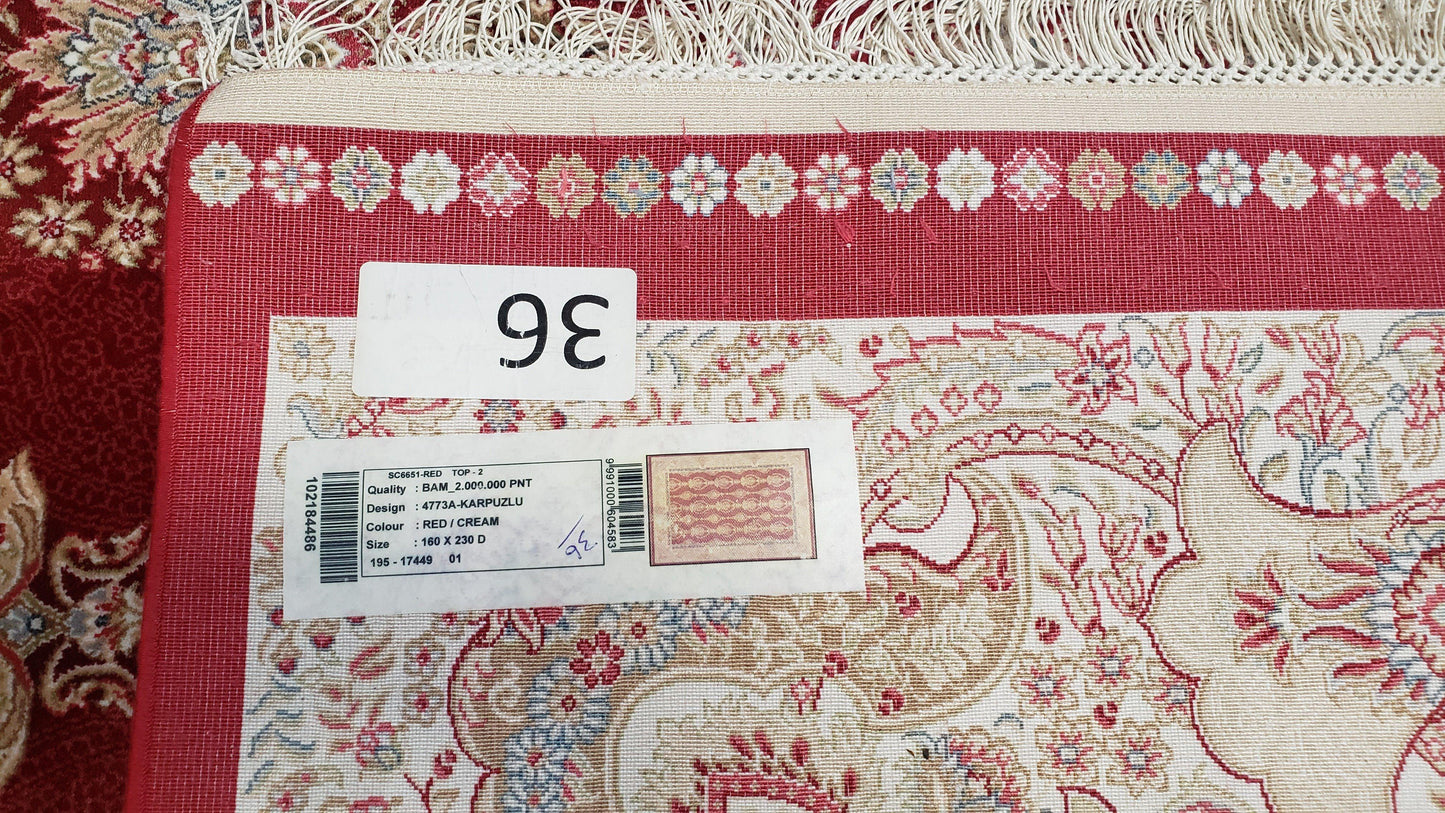 36
102184486
SC6651-RED TOP - 2
Quality : BAM_2.000.000 PNT
Design : 4773A-KARPUZLU
Colour : RED / CREAM
Size : 160 X 230 D
195 - 17449 01
36